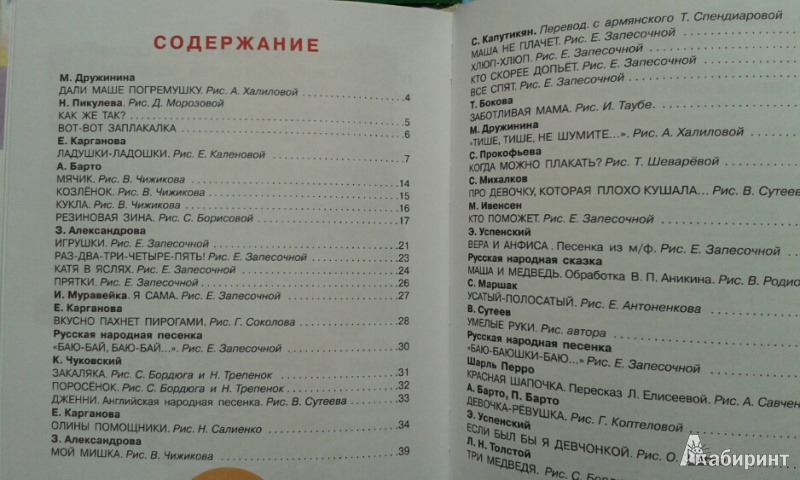 СОДЕРЖАНИЕ
М. Дружинина
ДАЛИ МАШЕ ПОГРЕМУШКУ. Рис. А. Халиловой 4
Н. Пикулева. Рис. Д. Морозовой
КАК ЖЕ ТАК? 5
ВОТ-ВОТ ЗАПЛАКАЛКА 6
Е. Карганова
ЛАДУШКИ-ЛАДОШКИ. Рис. Е. Каленовой 7
А. Барто
МЯЧИК. Рис. В. Чижикова 14
КОЗЛЁНОК. Рис. В. Чижикова 15
КУКЛА. Рис. В. Чижикова 16
РЕЗИНОВАЯ ЗИНА. Рис. С. Борисовой 17
З. Александрова
ИГРУШКИ. Рис. Е. Запесочной 21
РАЗ-ДВА-ТРИ-ЧЕТЫРЕ-ПЯТЬ! Рис. Е. Запесочной 23
КАТЯ В ЯСЛЯХ. Рис. Е. Запесочной 24
ПРЯТКИ. Рис. Е. Запесочной 26
И. Муравейка. Я САМА. Рис. Е. Запесочной 27
Е. Карганова
ВКУСНО ПАХНЕТ ПИРОГАМИ. Рис. Г. Соколова 28
Русская народная песенка
«БАЮ-БАЙ, БАЮ-БАЙ...». Рис. Е. Запесочной 30
К. Чуковский
ЗАКАЛЯКА. Рис. С. Бордюга и Н. Трепенок 31
ПОРОСЁНОК. Рис. С. Бордюга и Н. Трепенок 32
ДЖЕННИ. Английская народная песенка. Рис. В. Сутеева 33
Е. Карганова
ОЛИНЫ ПОМОЩНИКИ. Рис. Н. Салиенко 34
З. Александрова
МОЙ МИШКА. Рис. В. Чижикова 39
С. Капутикян. Перевод. с армянского Т. Спендиаровой
МАША НЕ ПЛАЧЕТ. Рис. Е. Запесочной
ХЛЮП-ХЛЮП. Рис. Е. Запесочной
КТО СКОРЕЕ ДОПЬЁТ. Рис. Е. Запесочной
ВСЕ СПЯТ. Рис. Е. Запесочной
Т. Бокова
ЗАБОТЛИВАЯ МАМА. Рис. И. Таубе.
М. Дружинина
«ТИШЕ, ТИШЕ, НЕ ШУМИТЕ...». Рис. А. Халиловой
С. Прокофьева
КОГДА МОЖНО ПЛАКАТЬ? Рис. Т. Шеварёвой
С. Михалков
ПРО ДЕВОЧКУ, КОТОРАЯ ПЛОХО КУШАЛА... Рис. В. Сутеев
М. Ивенсен
КТО ПОМОЖЕТ. Рис. Е. Запесочной
Э. Успенский
ВЕРА И АНФИСА. Песенка из м/ф. Рис. Е. Запесочной
Русская народная сказка
МАША И МЕДВЕДЬ. Обработка В. П. Аникина. Рис. В. Родио
С. Маршак
УСАТЫЙ-ПОЛОСАТЫЙ. Рис. Е. Антоненкова
В. Сутеев
УМЕЛЫЕ РУКИ. Рис. автора
Русская народная песенка
«БАЮ-БАЮШКИ-БАЮ...» Рис. Е. Запесочной
Шарль Перро
КРАСНАЯ ШАПОЧКА. Пересказ Л. Елисеевой. Рис. А. Савчен
А. Барто, П. Барто
ДЕВОЧКА-РЁВУШКА. Рис. Г. Коптеловой
Э. Успенский
ЕСЛИ БЫЛ БЫ Я ДЕВЧОНКОЙ. Рис. О.
Л. Н. Толстой
ТРИ МЕДВЕДЯ. Рис. С. Бордю
Лабиринт